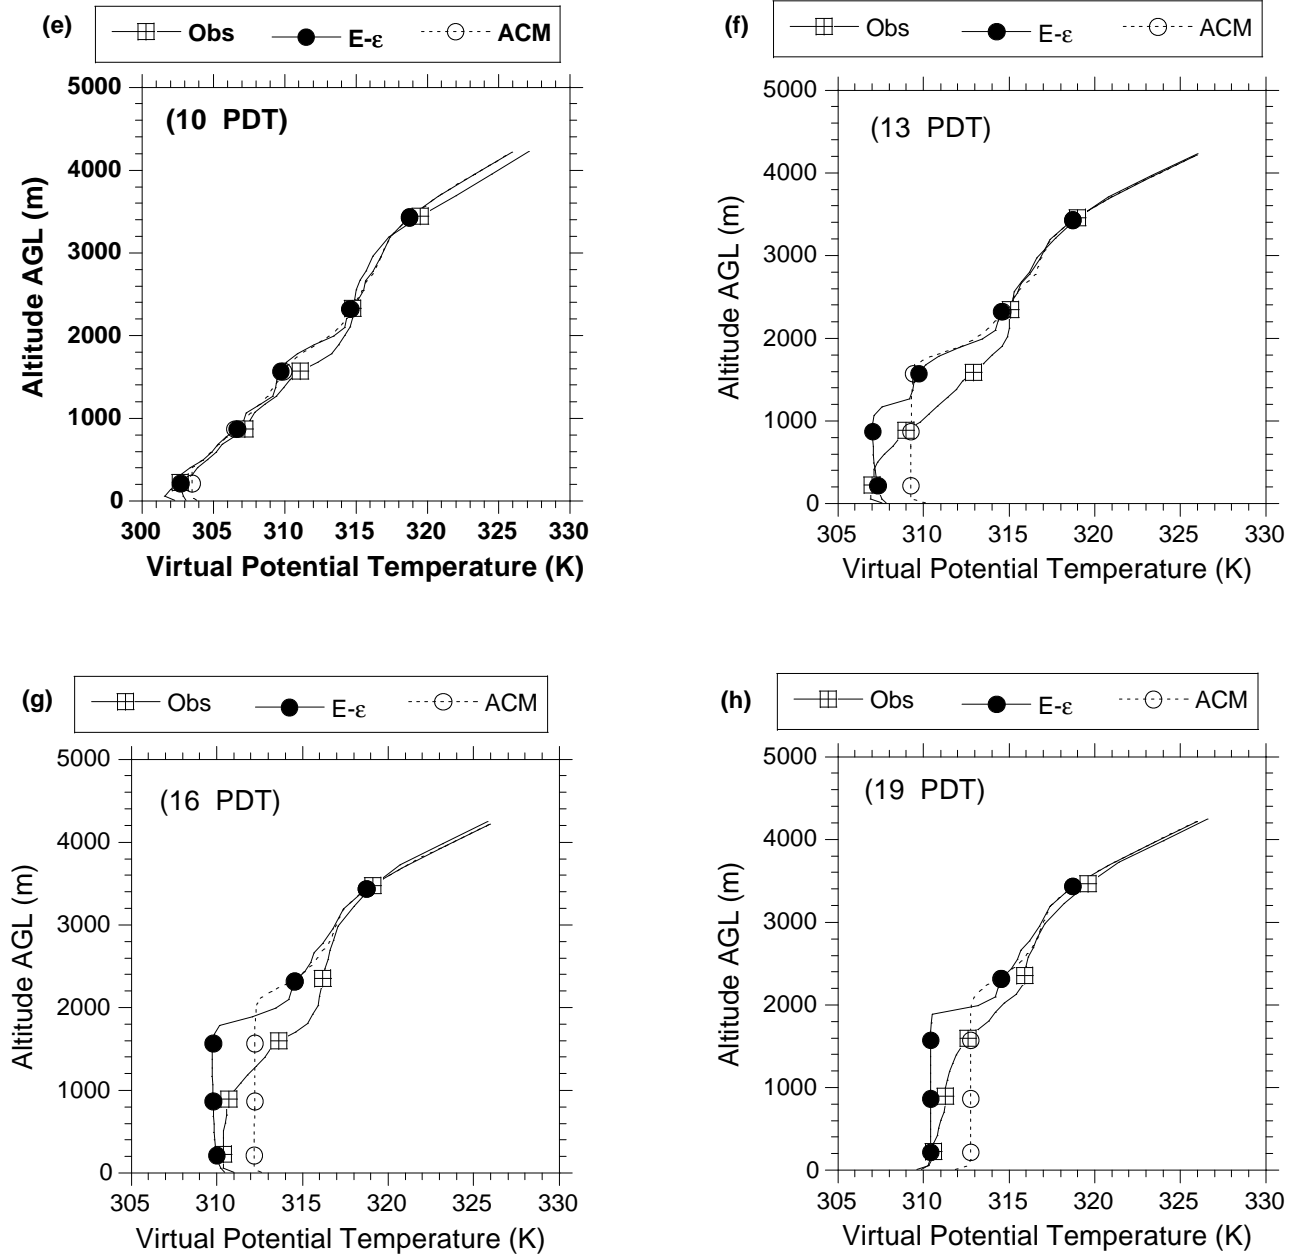 (e) Obs E-ε ACM
(10 PDT)
5000
4000
3000
2000
1000
0
Altitude AGL (m)
300 305 310 315 320 325 330
Virtual Potential Temperature (K)
(f) Obs E-ε ACM
(13 PDT)
5000
4000
3000
2000
1000
0
Altitude AGL (m)
305 310 315 320 325 330
Virtual Potential Temperature (K)
(g) Obs E-ε ACM
(16 PDT)
5000
4000
3000
2000
1000
0
Altitude AGL (m)
305 310 315 320 325 330
Virtual Potential Temperature (K)
(h) Obs E-ε ACM
(19 PDT)
5000
4000
3000
2000
1000
0
Altitude AGL (m)
305 310 315 320 325 330
Virtual Potential Temperature (K)